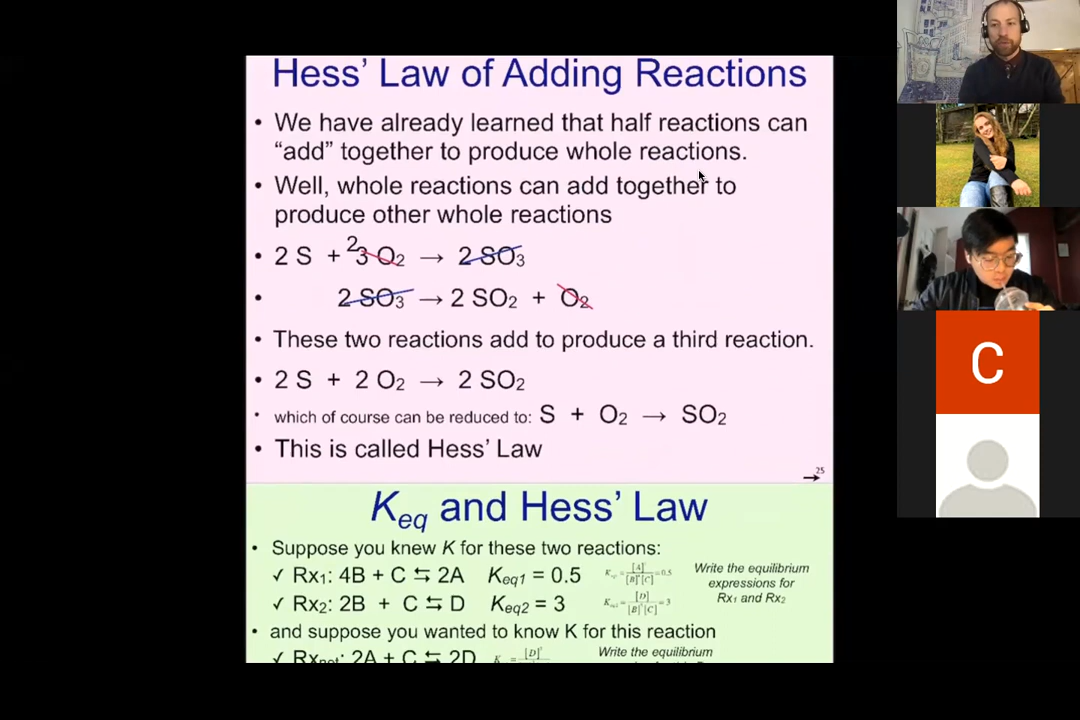 Hess' Law of Adding Reactions
• We have already learned that half reactions can
"add" together to produce whole reactions.
• Well, whole reactions can add together to
produce other whole reactions
• 2 S + 2 3 O₂ → 2 SO₃
• 2 SO₃ → 2 SO₂ + O₂
• These two reactions add to produce a third reaction.
• 2 S + 2 O₂ → 2 SO₂
• which of course can be reduced to: S + O₂ → SO₂
• This is called Hess' Law
25
Keq and Hess' Law
• Suppose you knew K for these two reactions:
✓ Rx₁: 4B + C ⇆ 2A Keq1 = 0.5
✓ Rx₂: 2B + C ⇆ D Keq2 = 3
Write the equilibrium
expressions for
Rx₁ and Rx₂
• and suppose you wanted to know K for this reaction
✓ Rxnet: 2A + C ⇆ 2D
Write the equilibrium
C